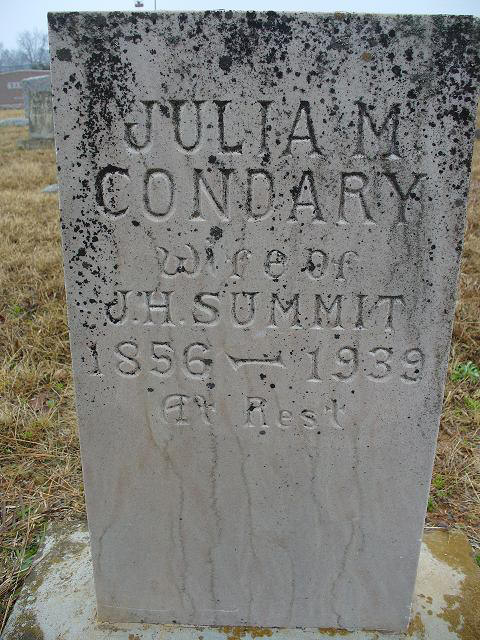 JULIA M
CONDARY
Wife of
J.H. SUMMIT
1856 — 1939
At Rest